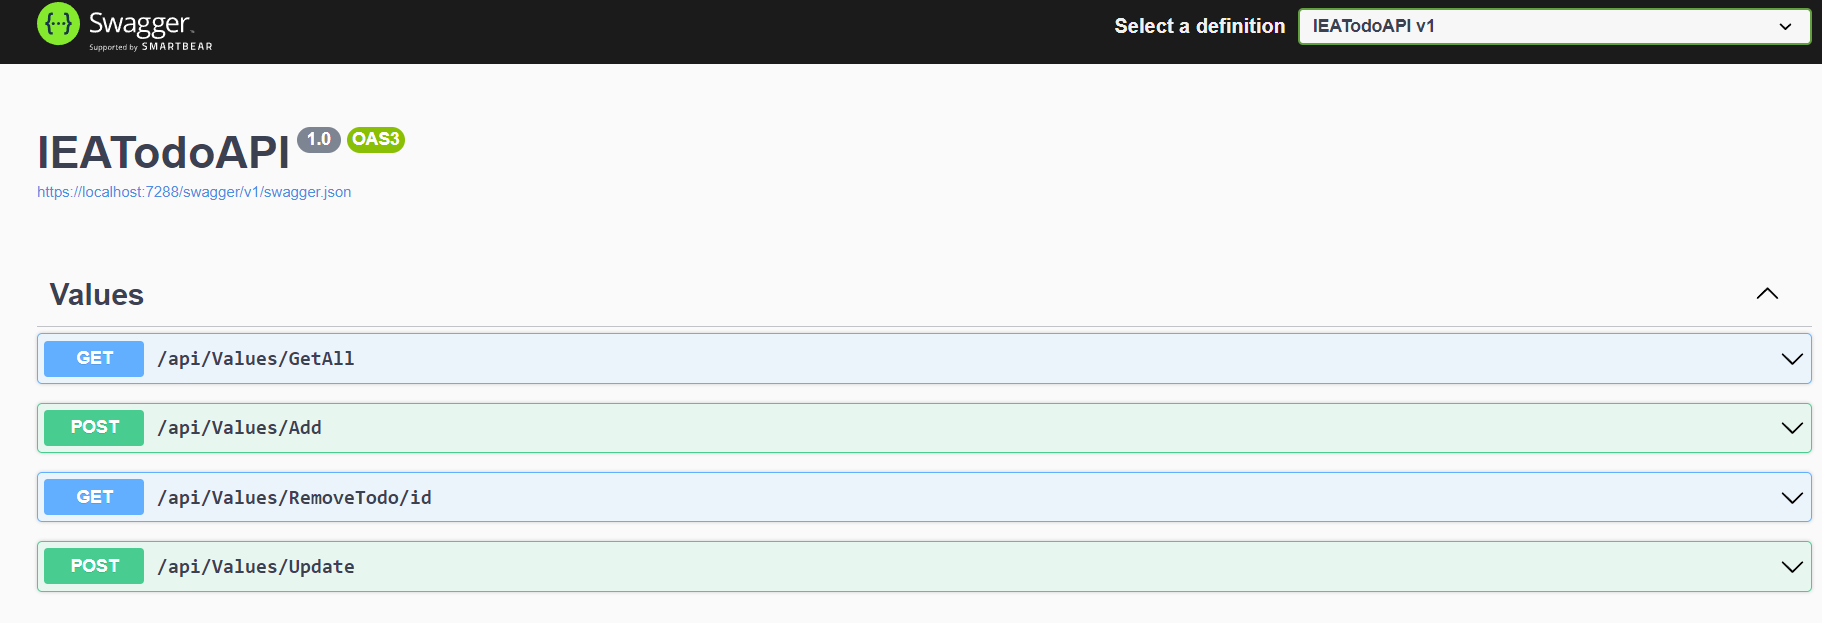 {···} Swagger
Supported by SMARTBEAR
Select a definition
IEATodoAPI v1
IEATodoAPI 1.0 OAS3
https://localhost:7288/swagger/v1/swagger.json
Values
GET /api/Values/GetAll
POST /api/Values/Add
GET /api/Values/RemoveTodo/id
POST /api/Values/Update